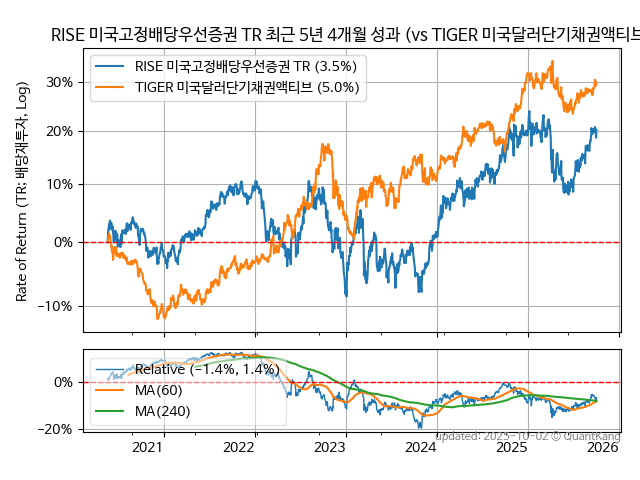 RISE 미국고정배당우선증권 TR 최근 5년 4개월 성과 (vs TIGER 미국달러단기채권액티브
Rate of Return (TR: 배당재투자, Log)
30%
20%
10%
0%
−10%
RISE 미국고정배당우선증권 TR (3.5%)
TIGER 미국달러단기채권액티브 (5.0%)
0%
−20%
Relative (−1.4%, 1.4%)
MA(60)
MA(240)
2021 2022 2023 2024 2025 2026
updated: 2025-10-02 © QuantKang